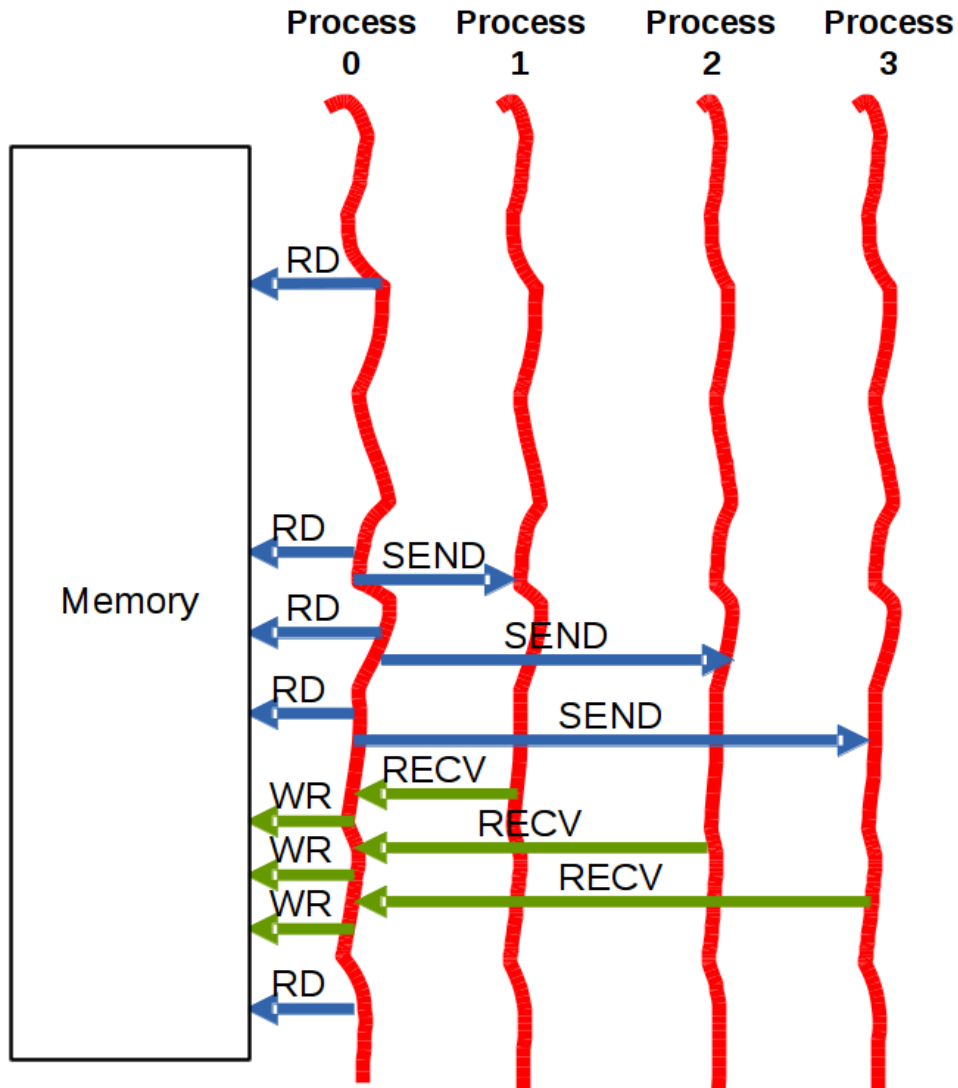 Process Process Process Process
0 1 2 3
RD
RD
SEND
Memory
RD
SEND
RD
SEND
RECV
WR
RECV
WR
RECV
WR
RD